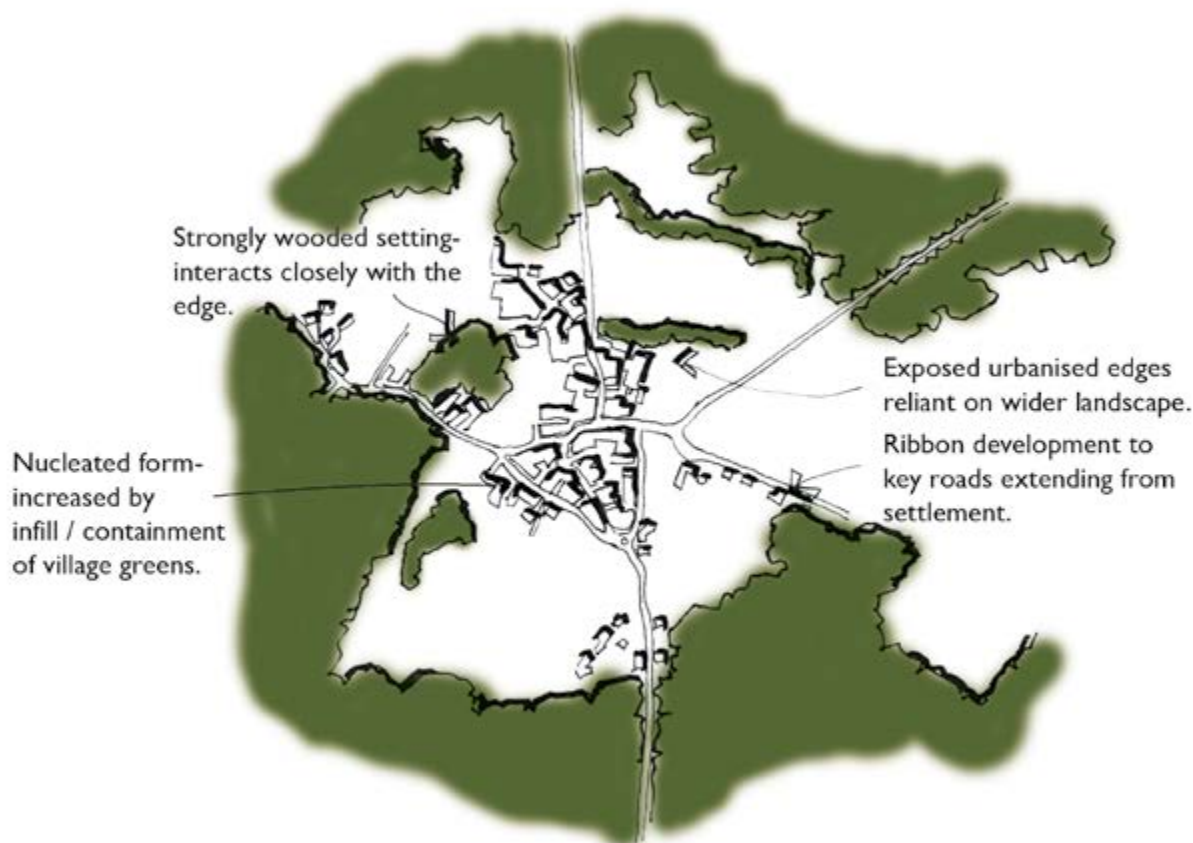 Strongly wooded setting-
interacts closely with the
edge.
Exposed urbanised edges
reliant on wider landscape.
Ribbon development to
key roads extending from
settlement.
Nucleated form-
increased by
infill / containment
of village greens.